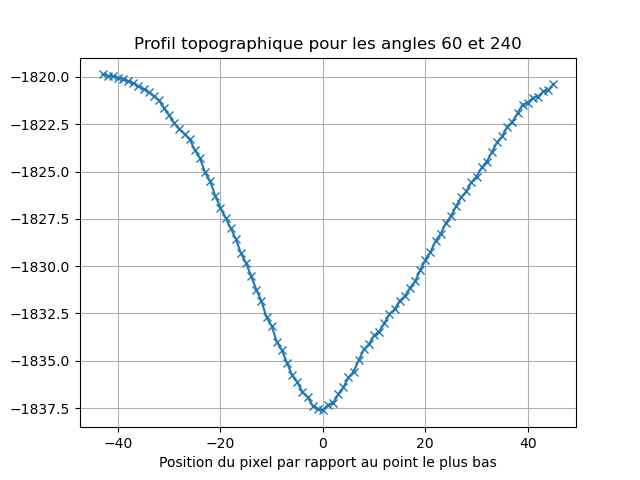 Profil topographique pour les angles 60 et 240
−1820.0
−1822.5
−1825.0
−1827.5
−1830.0
−1832.5
−1835.0
−1837.5
−40 −20 0 20 40
Position du pixel par rapport au point le plus bas